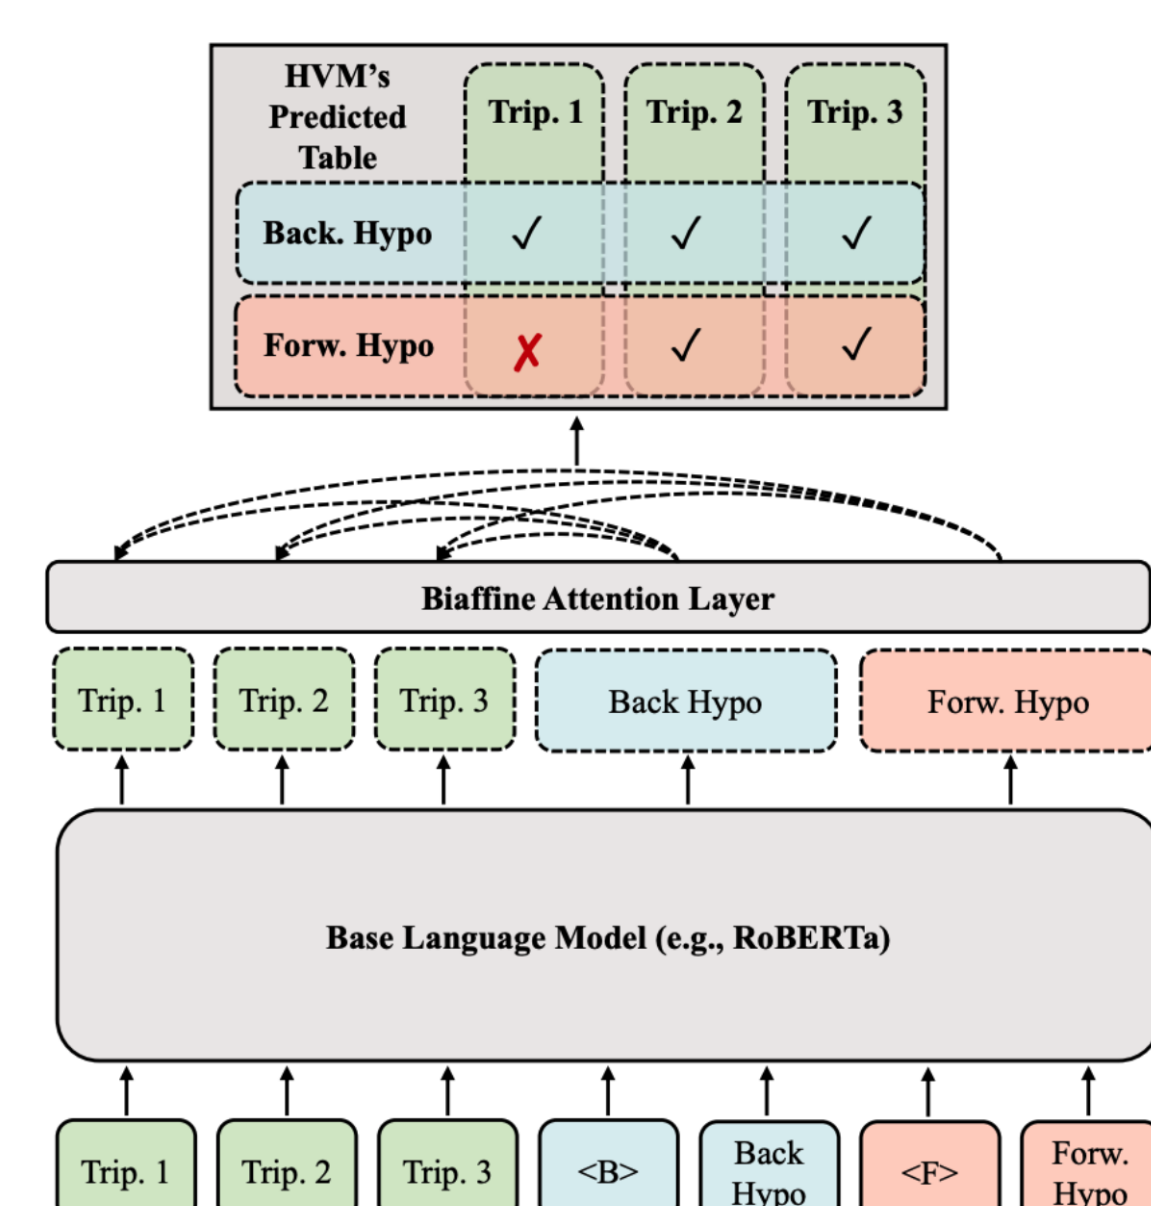 HVM's
Predicted
Table
Trip. 1 Trip. 2 Trip. 3
Back. Hypo ✓ ✓ ✓
Forw. Hypo ✗ ✓ ✓
Biaffine Attention Layer
Trip. 1 Trip. 2 Trip. 3 Back Hypo Forw. Hypo
Base Language Model (e.g., RoBERTa)
Trip. 1 Trip. 2 Trip. 3 <B> Back Hypo <F> Forw. Hypo